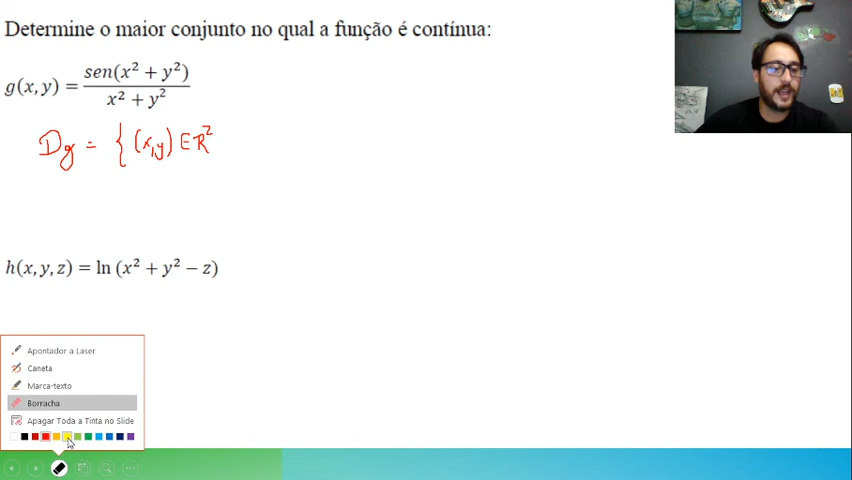 Determine o maior conjunto no qual a função é contínua:
g(x, y) = sen(x² + y²) / x² + y²
Dg = { (x,y) ∈ ℝ²
h(x, y, z) = ln (x² + y² − z)
Apontador a Laser
Caneta
Marca-texto
Borracha
Apagar Toda a Tinta no Slide